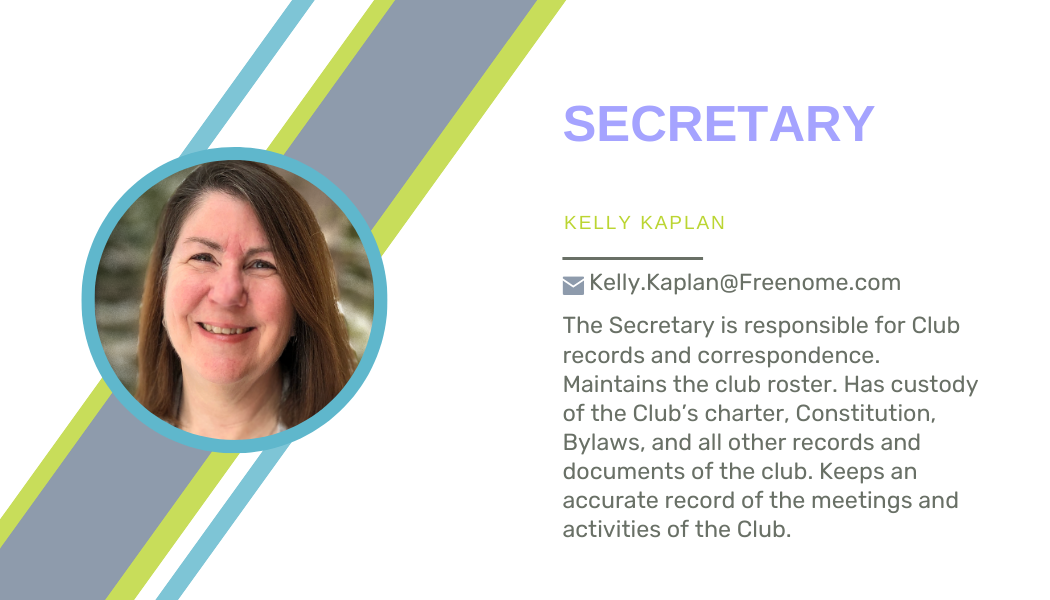 SECRETARY
KELLY KAPLAN
Kelly.Kaplan@Freenome.com
The Secretary is responsible for Club
records and correspondence.
Maintains the club roster. Has custody
of the Club’s charter, Constitution,
Bylaws, and all other records and
documents of the club. Keeps an
accurate record of the meetings and
activities of the Club.